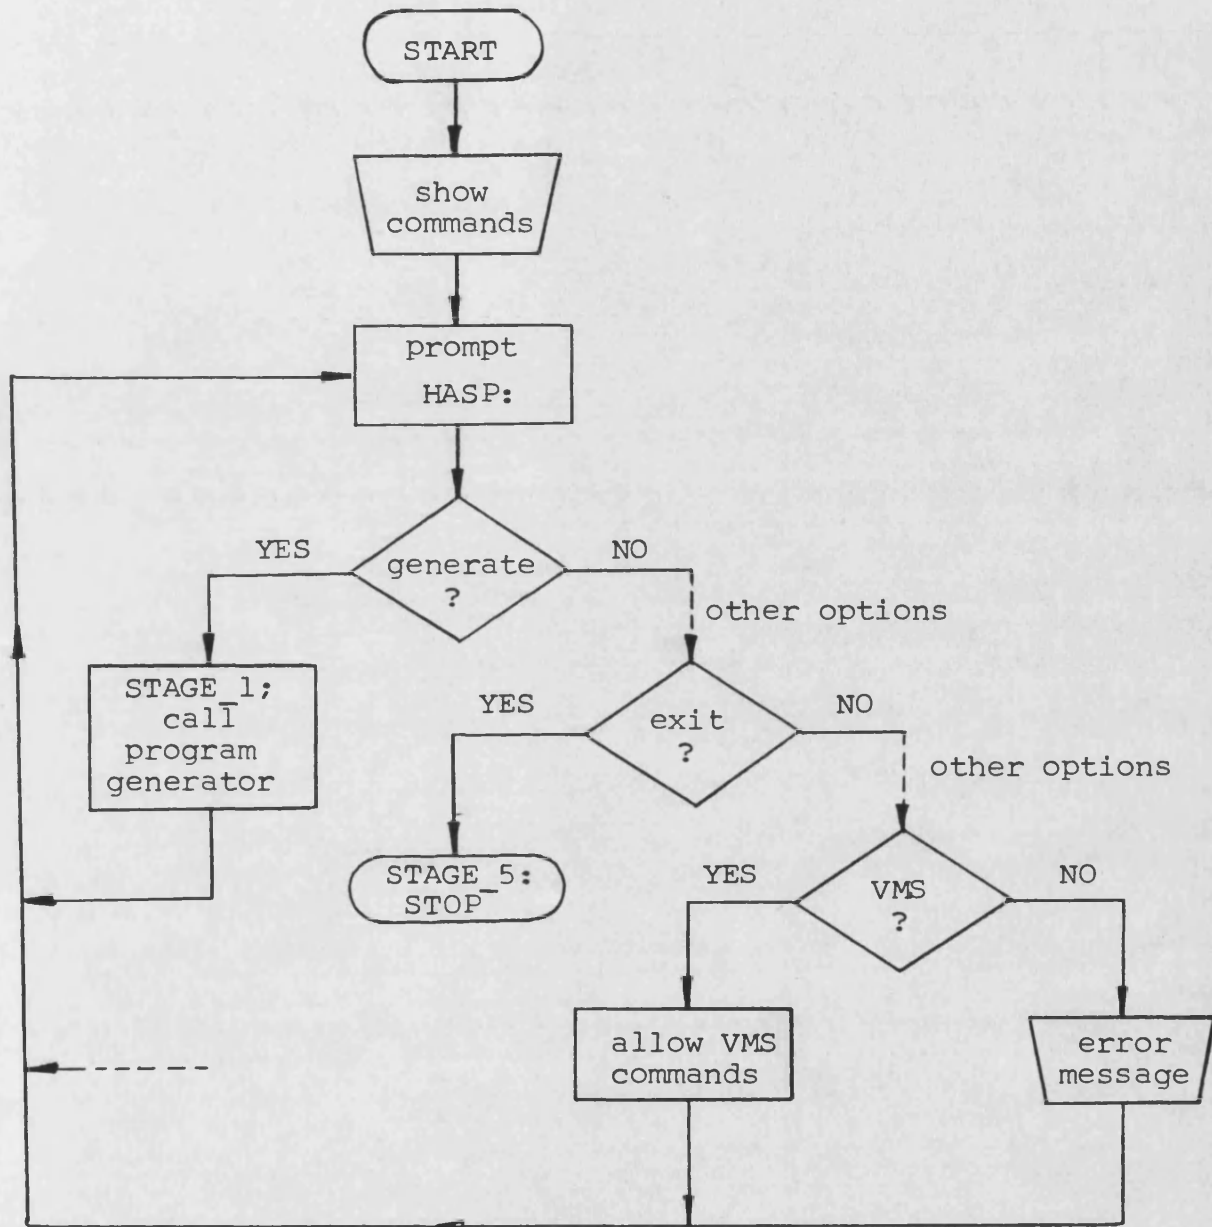 START
show
commands
prompt
HASP:
YES
generate
?
NO
other options
STAGE_1;
call
program
generator
YES
exit
?
NO
other options
STAGE_5:
STOP
YES
VMS
?
NO
allow VMS
commands
error
message